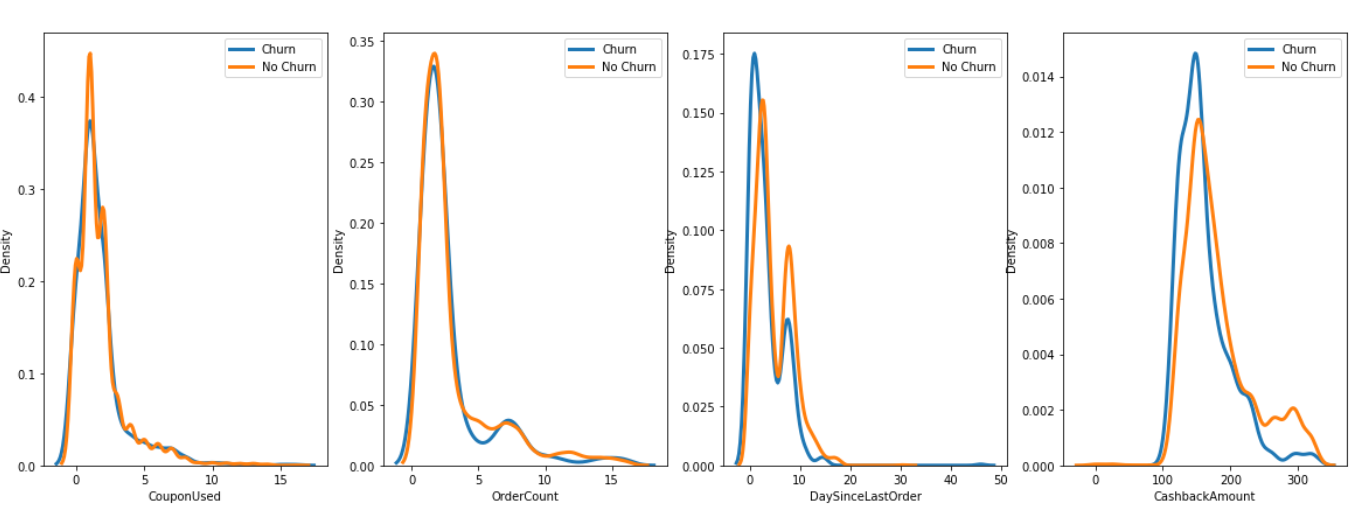 Density
0.4
0.3
0.2
0.1
0.0
0
5
10
15
CouponUsed
Churn
No Churn
Density
0.35
0.30
0.25
0.20
0.15
0.10
0.05
0.00
0
5
10
15
OrderCount
Churn
No Churn
Density
0.175
0.150
0.125
0.100
0.075
0.050
0.025
0.000
0
10
20
30
40
50
DaySinceLastOrder
Churn
No Churn
Density
0.014
0.012
0.010
0.008
0.006
0.004
0.002
0.000
0
100
200
300
CashbackAmount
Churn
No Churn